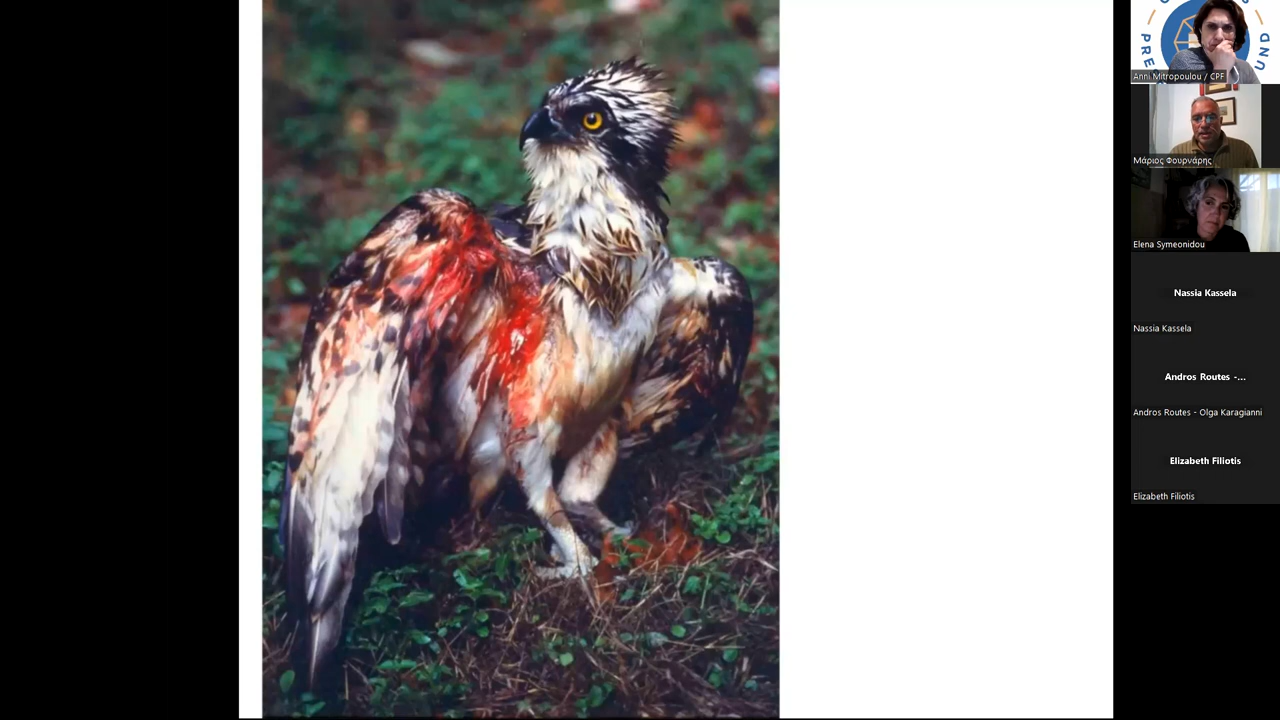 Anni Mitropoulou / CPF
Μάριος Φουρνάρης
Elena Symeonidou
Nassia Kassela
Nassia Kassela
Andros Routes -...
Andros Routes - Olga Karagianni
Elizabeth Filiotis
Elizabeth Filiotis